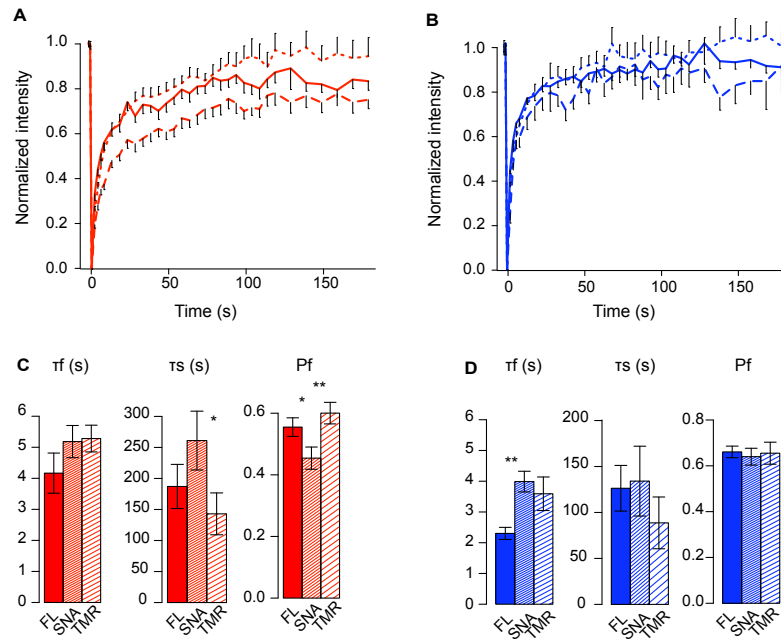 A
Normalized intensity
1.0
0.8
0.6
0.4
0.2
0.0
0 50 100 150
Time (s)
B
Normalized intensity
1.0
0.8
0.6
0.4
0.2
0.0
0 50 100 150
Time (s)
C
τf (s)
6
5
4
3
2
1
0
FL SNA TMR
τs (s)
300
250
200
150
100
50
0
*
FL SNA TMR
Pf
0.6
0.4
0.2
0.0
* **
FL SNA TMR
D
τf (s)
6
5
4
3
2
1
0
**
FL SNA TMR
τs (s)
150
100
50
0
FL SNA TMR
Pf
0.8
0.6
0.4
0.2
0.0
FL SNA TMR